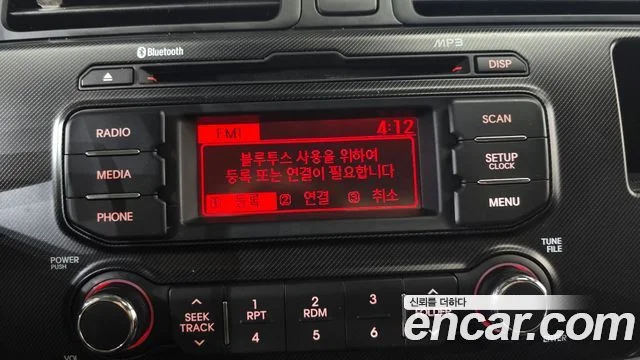 Bluetooth
MP3
DISP
RADIO
MEDIA
PHONE
FM1
4:12
블루투스 사용을 위하여
등록 또는 연결이 필요합니다
1 등록 2 연결 3 취소
SCAN
SETUP
CLOCK
MENU
POWER
PUSH
TUNE
FILE
SEEK
TRACK
1
RPT
2
RDM
3
4
5
6
신뢰를 더하다
encar.com
VOL